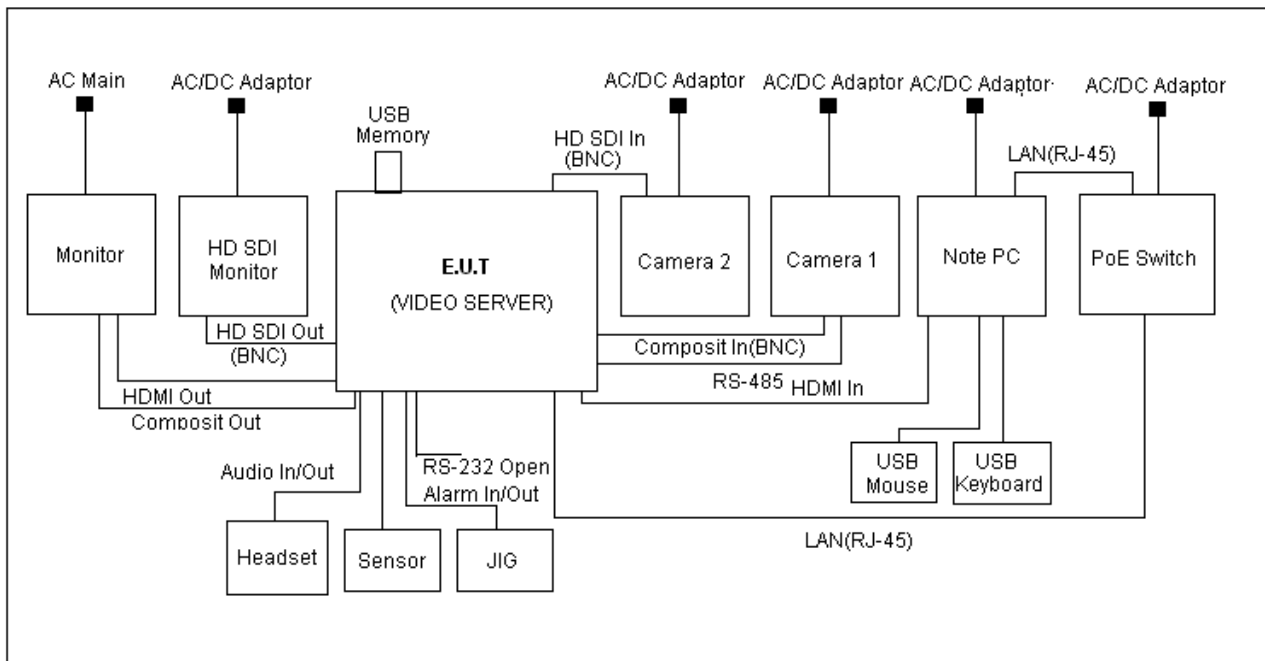 AC Main
AC/DC Adaptor
AC/DC Adaptor
AC/DC Adaptor
AC/DC Adaptor
AC/DC Adaptor
USB
Memory
HD SDI In
(BNC)
LAN(RJ-45)
Monitor
HD SDI
Monitor
E.U.T
(VIDEO SERVER)
Camera 2
Camera 1
Note PC
PoE Switch
HD SDI Out
(BNC)
Composit In(BNC)
RS-485
HDMI In
HDMI Out
Composit Out
Audio In/Out
RS-232 Open
Alarm In/Out
USB
Mouse
USB
Keyboard
LAN(RJ-45)
Headset
Sensor
JIG